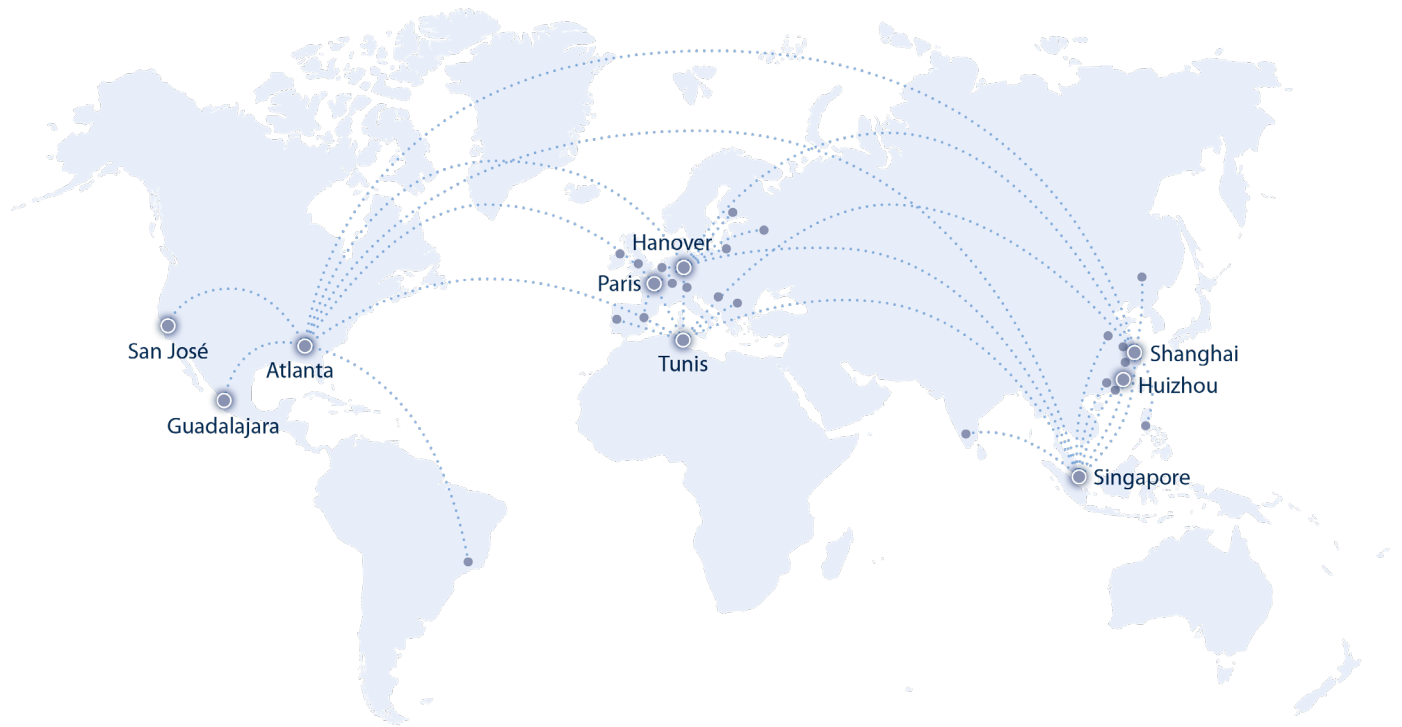 Hanover
Paris
San José
Atlanta
Tunis
Shanghai
Huizhou
Guadalajara
Singapore